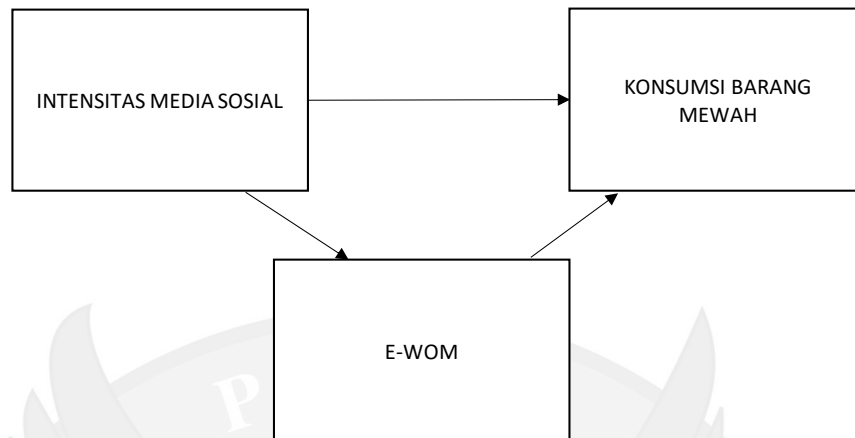 INTENSITAS MEDIA SOSIAL
KONSUMSI BARANG
MEWAH
E-WOM
P